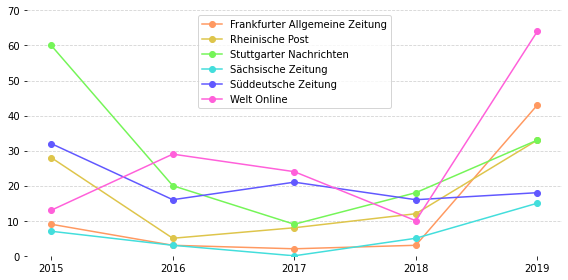 70
60
50
40
30
20
10
0
Frankfurter Allgemeine Zeitung
Rheinische Post
Stuttgarter Nachrichten
Sächsische Zeitung
Süddeutsche Zeitung
Welt Online
2015 2016 2017 2018 2019